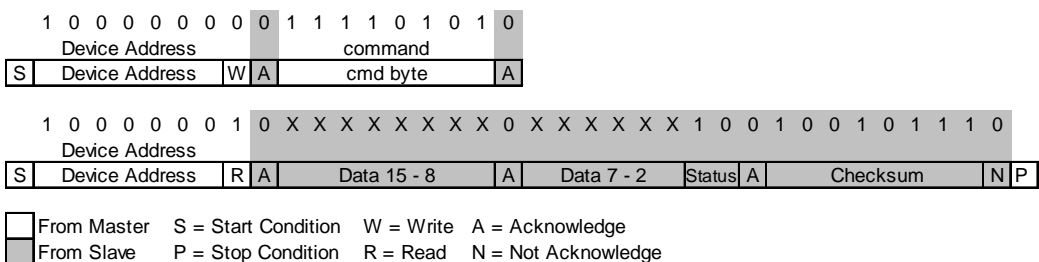 1 0 0 0 0 0 0 0 0 1 1 1 1 0 1 0 1 0
Device Address command
S Device Address W A cmd byte A
1 0 0 0 0 0 0 1 0 X X X X X X X X 0 X X X X X X 1 0 0 1 0 0 1 0 1 1 1 0
Device Address
S Device Address R A Data 15 - 8 A Data 7 - 2 Status A Checksum N P
From Master S = Start Condition W = Write A = Acknowledge
From Slave P = Stop Condition R = Read N = Not Acknowledge